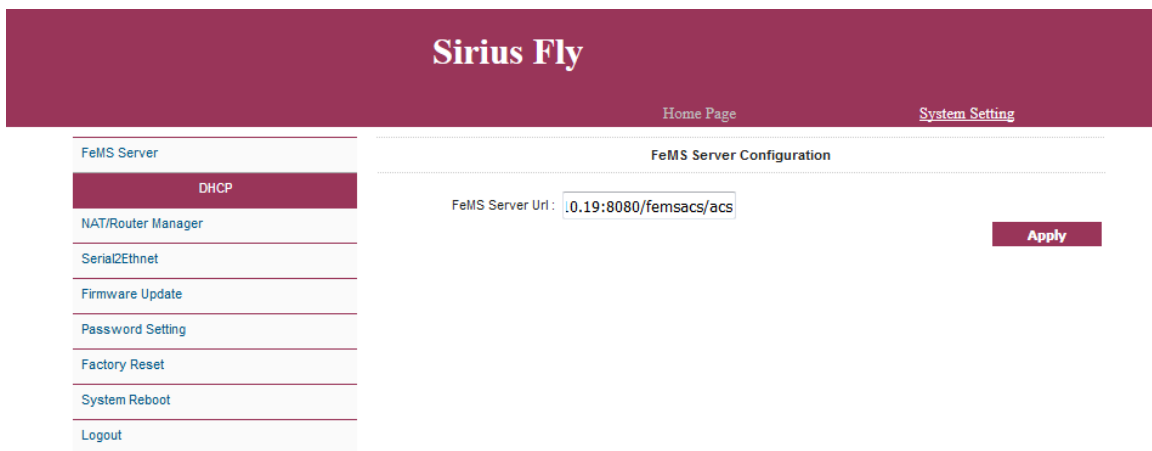 Sirius Fly
Home Page
System Setting
FeMS Server
DHCP
NAT/Router Manager
Serial2Ethnet
Firmware Update
Password Setting
Factory Reset
System Reboot
Logout
FeMS Server Configuration
FeMS Server Url : .0.19:8080/femsacs/acs
Apply